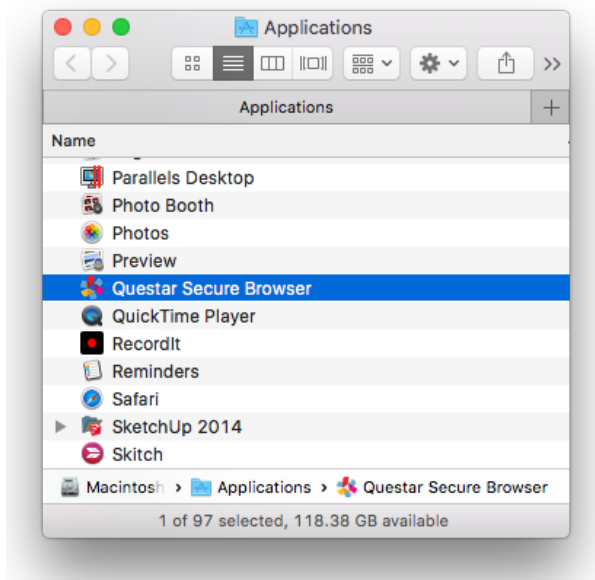 Applications
Applications
Name
Parallels Desktop
Photo Booth
Photos
Preview
Questar Secure Browser
QuickTime Player
RecordIt
Reminders
Safari
SketchUp 2014
Skitch
Macintosh › Applications › Questar Secure Browser
1 of 97 selected, 118.38 GB available